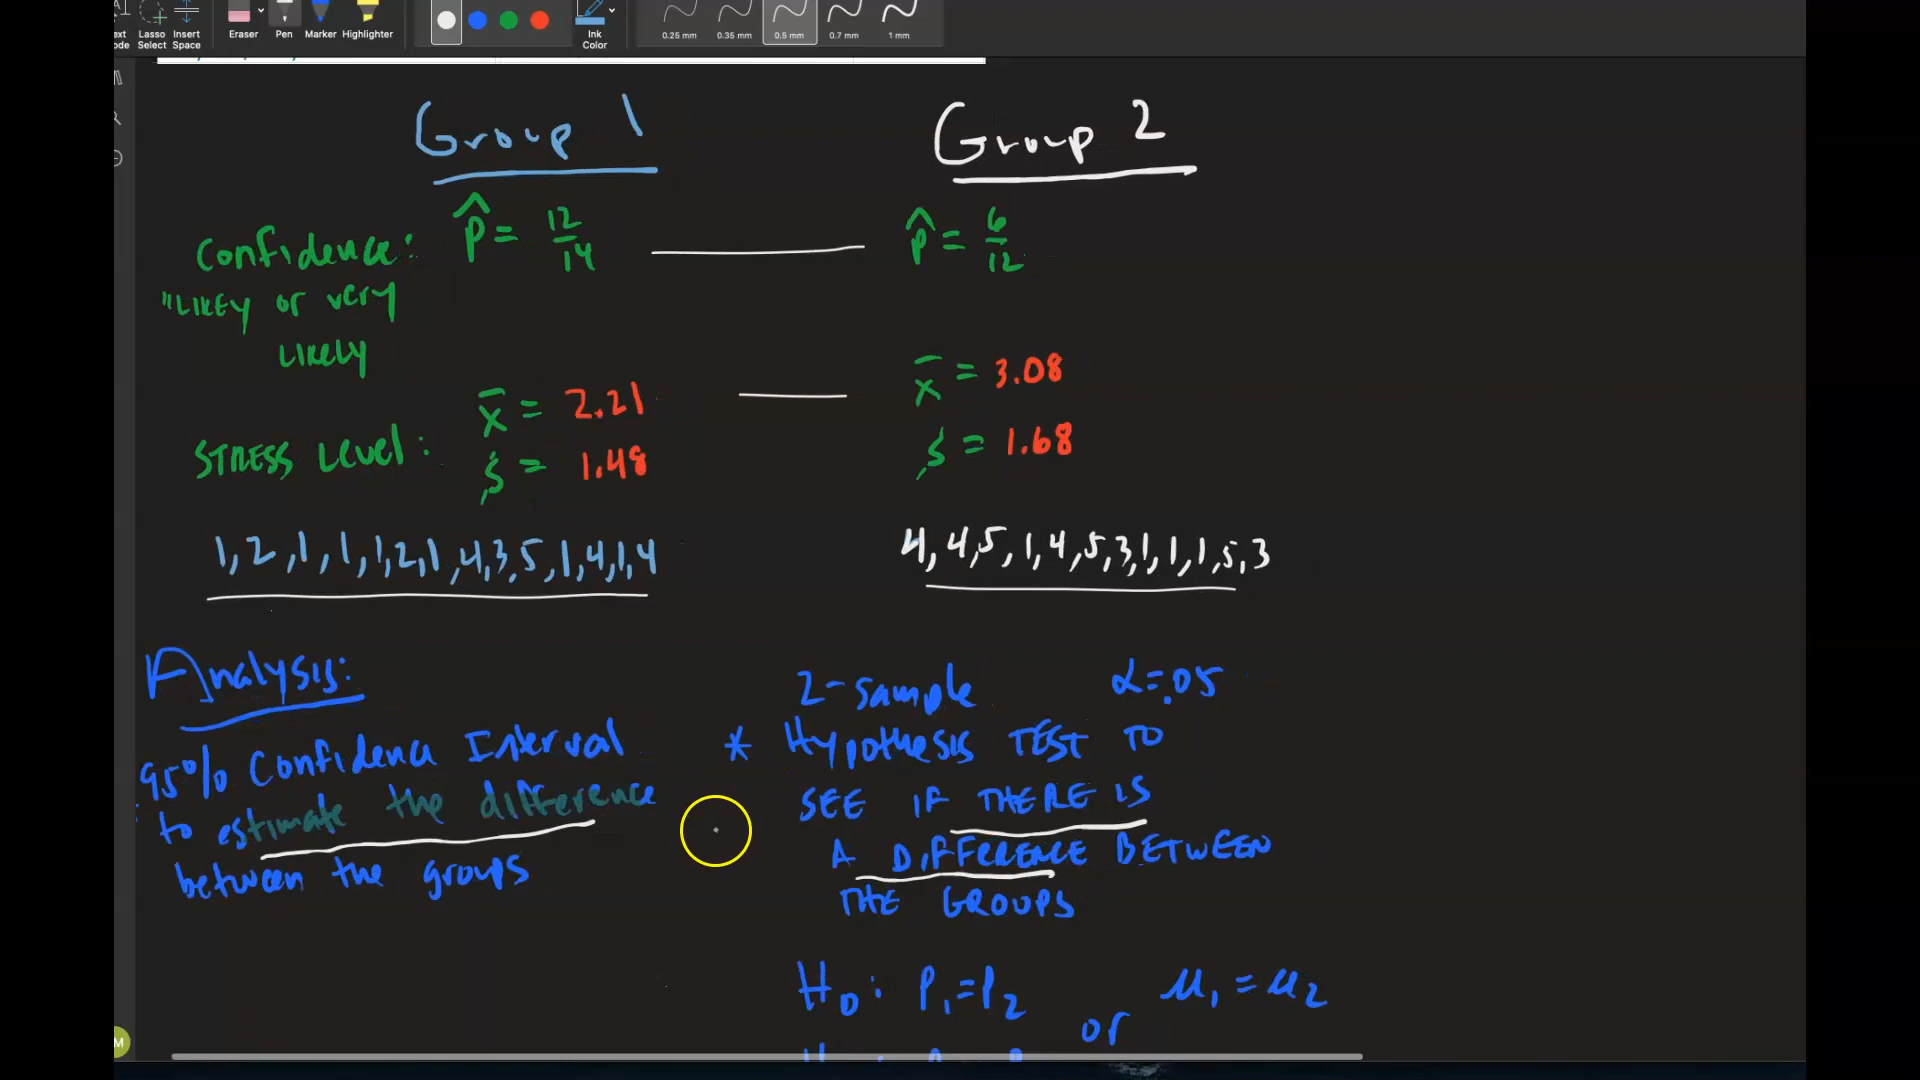 Lasso Select
Insert Space
Eraser
Pen
Marker
Highlighter
Ink Color
0.25 mm
0.35 mm
0.5 mm
0.7 mm
1 mm
Group 1
Group 2
Confidence: p̂ = 12/14
p̂ = 6/12
"LIKEY or very
Likely
STRESS Level:
x̄ = 2.21
s = 1.48
x̄ = 3.08
s = 1.68
1,2,1,1,1,2,1,4,3,5,1,4,1,4
4,4,5,1,4,5,3,1,1,1,5,3
Analysis:
95% Confidence Interval
to estimate the difference
between the groups
2-sample α=.05
* Hypothesis TEST TO
SEE IF THERE IS
A DIFFERENCE BETWEEN
THE GROUPS
H₀: P₁=P₂ or μ₁=μ₂
M